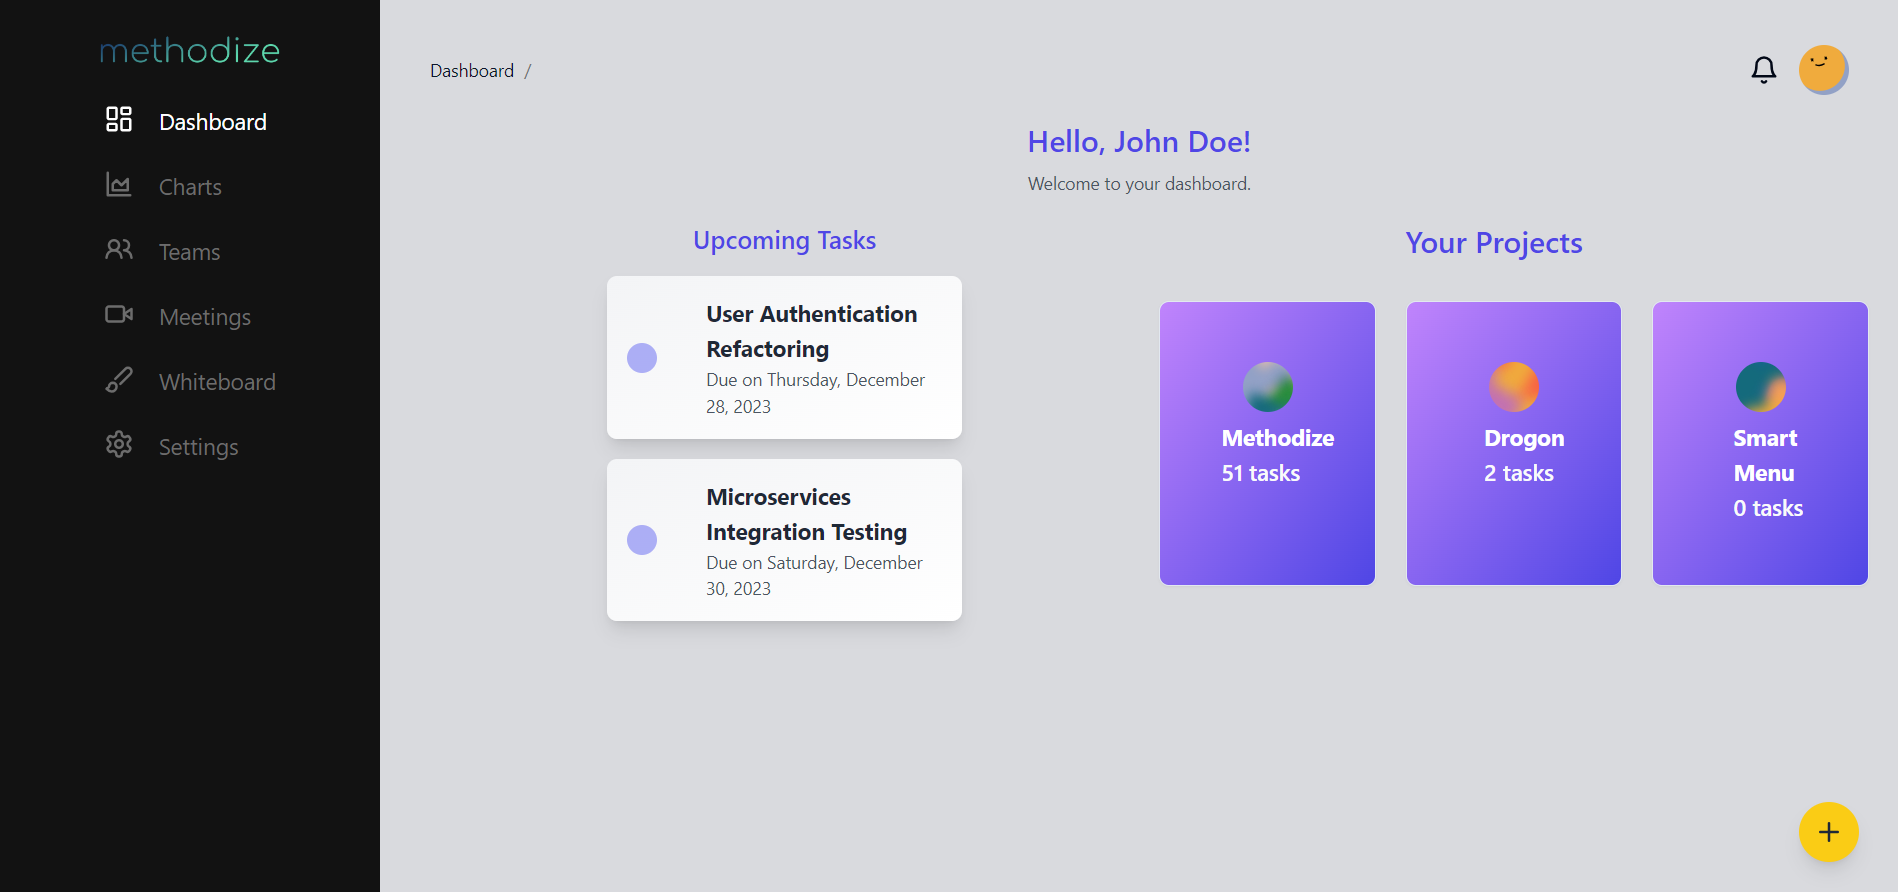 methodize
Dashboard
Charts
Teams
Meetings
Whiteboard
Settings
Dashboard /
Hello, John Doe!
Welcome to your dashboard.
Upcoming Tasks
User Authentication
Refactoring
Due on Thursday, December
28, 2023
Microservices
Integration Testing
Due on Saturday, December
30, 2023
Your Projects
Methodize
51 tasks
Drogon
2 tasks
Smart
Menu
0 tasks